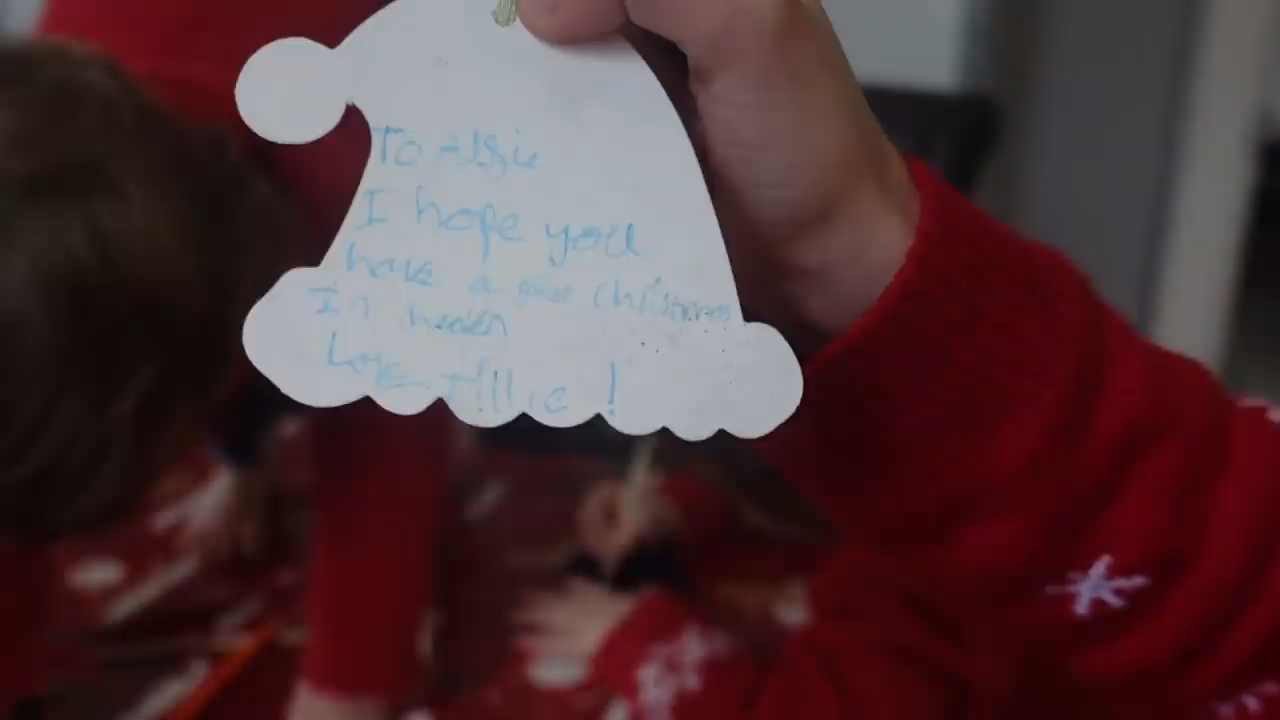 To Alfie
I hope you
have a good Christmas
In heaven
Love Tillie !